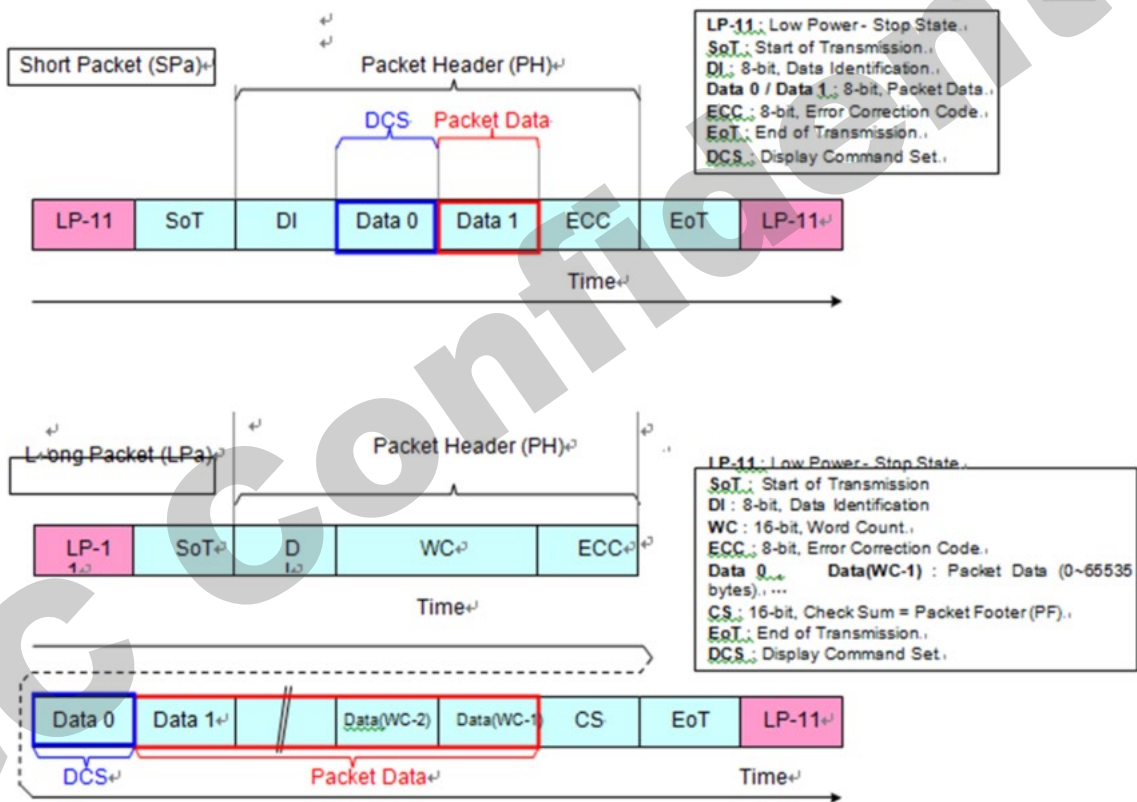 Short Packet (SPa)
Packet Header (PH)
DCS Packet Data
LP-11 SoT DI Data 0 Data 1 ECC EoT LP-11
Time
LP-11 : Low Power - Stop State.
SoT : Start of Transmission.
DI : 8-bit, Data Identification.
Data 0 / Data 1 : 8-bit, Packet Data.
ECC : 8-bit, Error Correction Code.
EoT : End of Transmission.
DCS : Display Command Set.
L-ong Packet (LPa)
Packet Header (PH)
LP-1
1
SoT
D
I
WC
ECC
Time
LP-11 : Low Power - Stop State.
SoT : Start of Transmission
DI : 8-bit, Data Identification
WC : 16-bit, Word Count.
ECC : 8-bit, Error Correction Code.
Data 0 Data(WC-1) : Packet Data (0~65535
bytes). ...
CS : 16-bit, Check Sum = Packet Footer (PF).
EoT : End of Transmission.
DCS : Display Command Set.
Data 0 Data 1 Data(WC-2) Data(WC-1) CS EoT LP-11
DCS
Packet Data
Time
C Confident